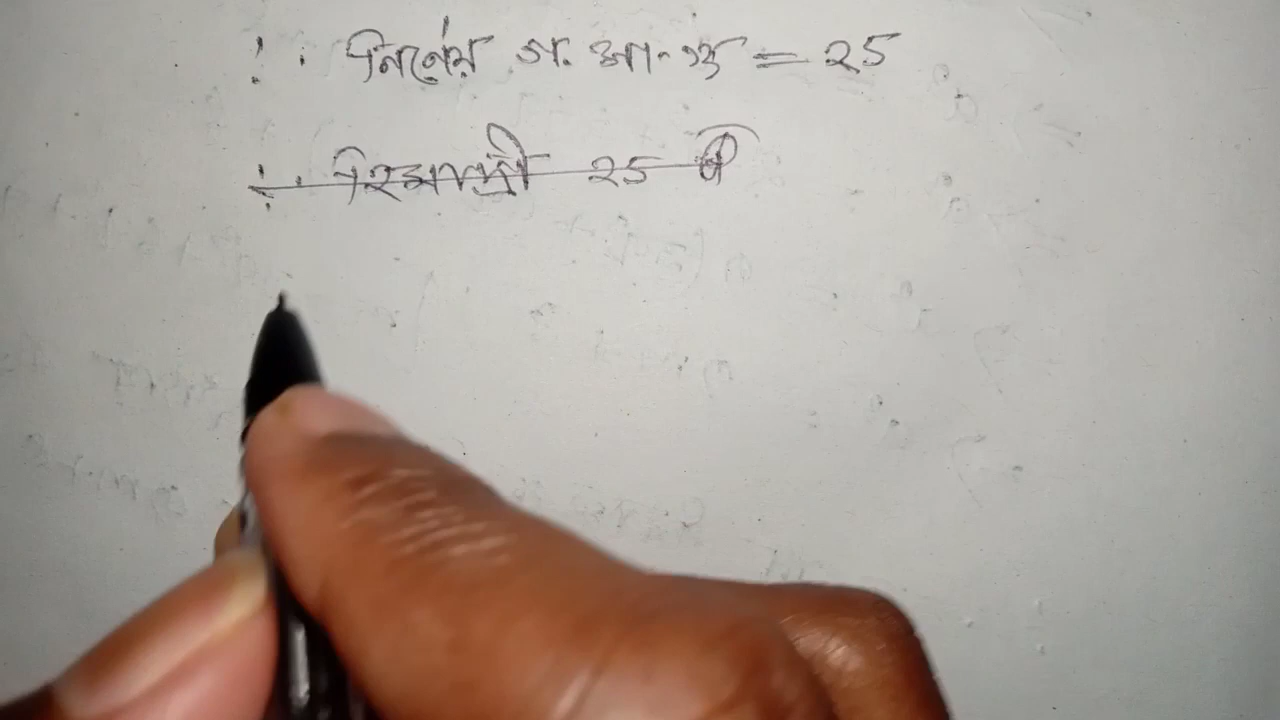 ∴ নির্ণেয় গ. সা. গু = 25
∴ 25